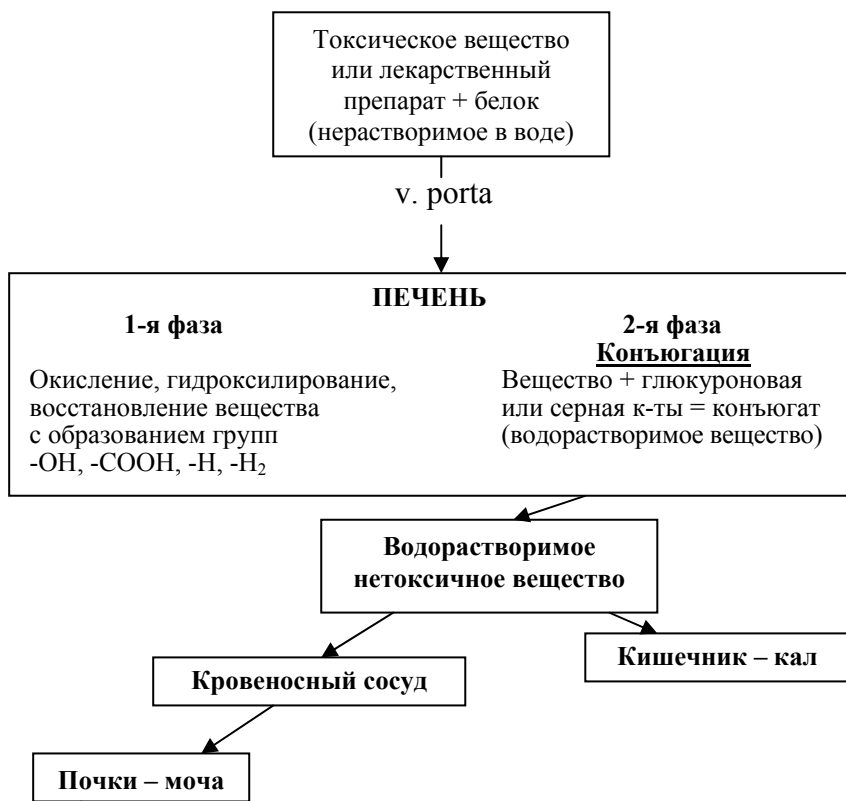 Токсическое вещество
или лекарственный
препарат + белок
(нерастворимое в воде)
v. porta
ПЕЧЕНЬ
1-я фаза
Окисление, гидроксилирование,
восстановление вещества
с образованием групп
-OH, -COOH, -H, -H₂
2-я фаза
Конъюгация
Вещество + глюкуроновая
или серная к-ты = конъюгат
(водорастворимое вещество)
Водорастворимое
нетоксичное вещество
Кишечник – кал
Кровеносный сосуд
Почки – моча